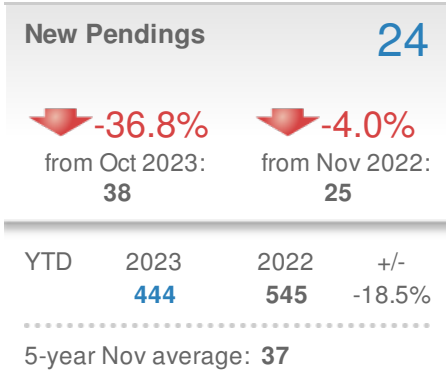 New Pendings 24
-36.8% -4.0%
from Oct 2023: from Nov 2022:
38 25
YTD 2023 2022 +/-
444 545 -18.5%
5-year Nov average: 37